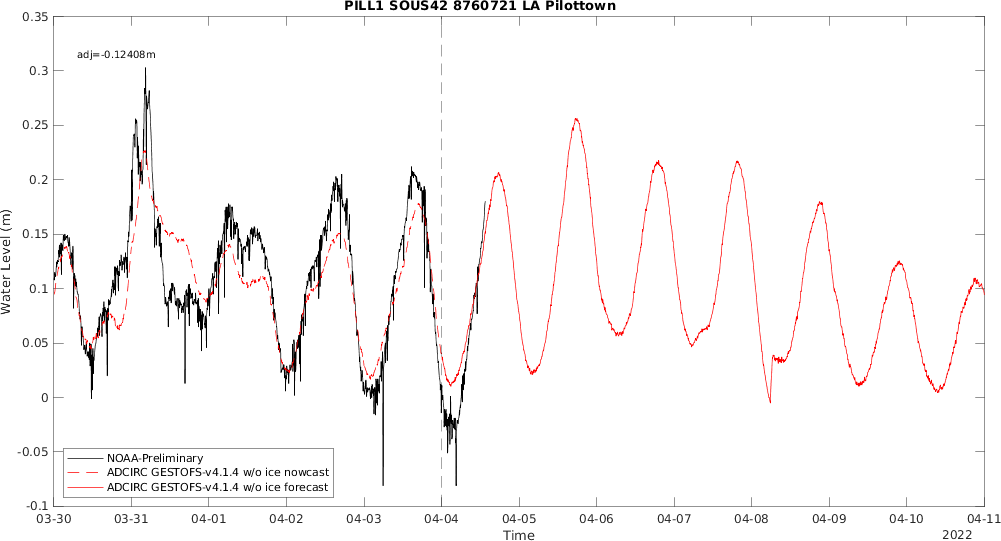 PILL1 SOUS42 8760721 LA Pilottown
0.35
0.3
0.25
0.2
0.15
0.1
0.05
0
-0.05
-0.1
Water Level (m)
adj=-0.12408m
NOAA-Preliminary
ADCIRC GESTOFS-v4.1.4 w/o ice nowcast
ADCIRC GESTOFS-v4.1.4 w/o ice forecast
03-30 03-31 04-01 04-02 04-03 04-04 04-05 04-06 04-07 04-08 04-09 04-10 04-11
Time
2022